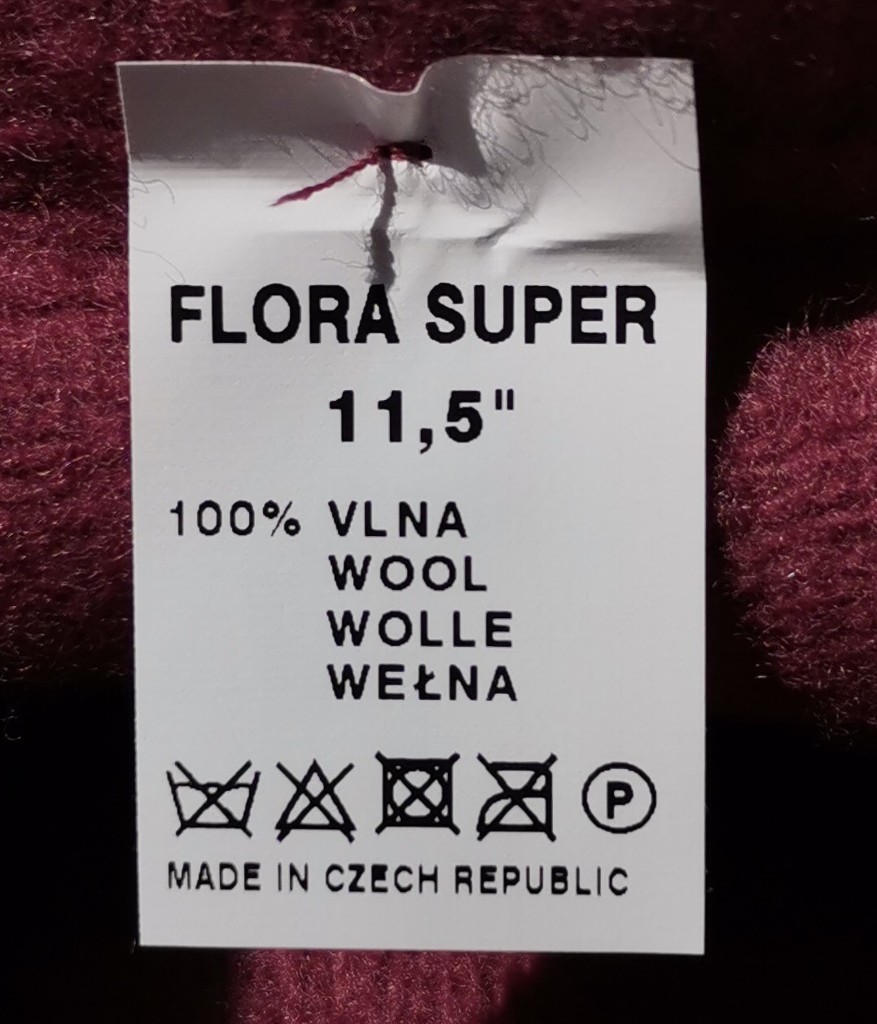 FLORA SUPER
11,5"
100% VLNA
WOOL
WOLLE
WEŁNA
P
MADE IN CZECH REPUBLIC